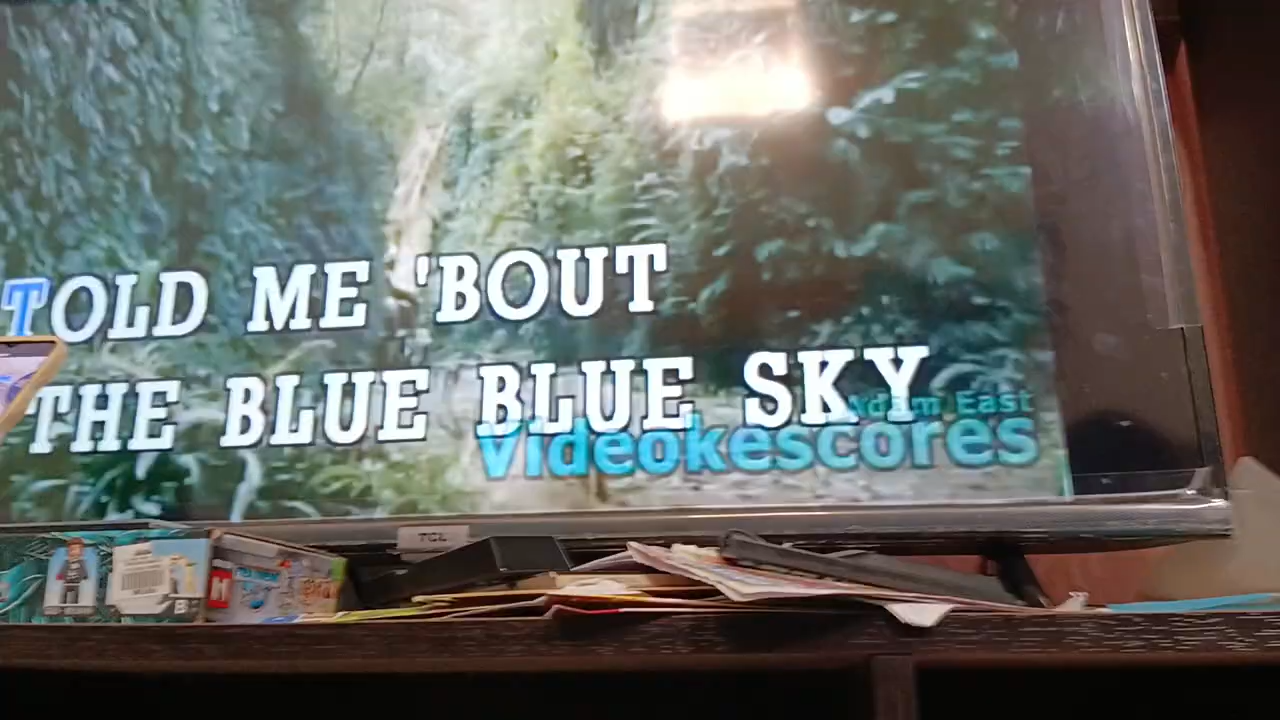 TOLD ME 'BOUT
THE BLUE BLUE SKY
Adam East
Videokescores
TCL